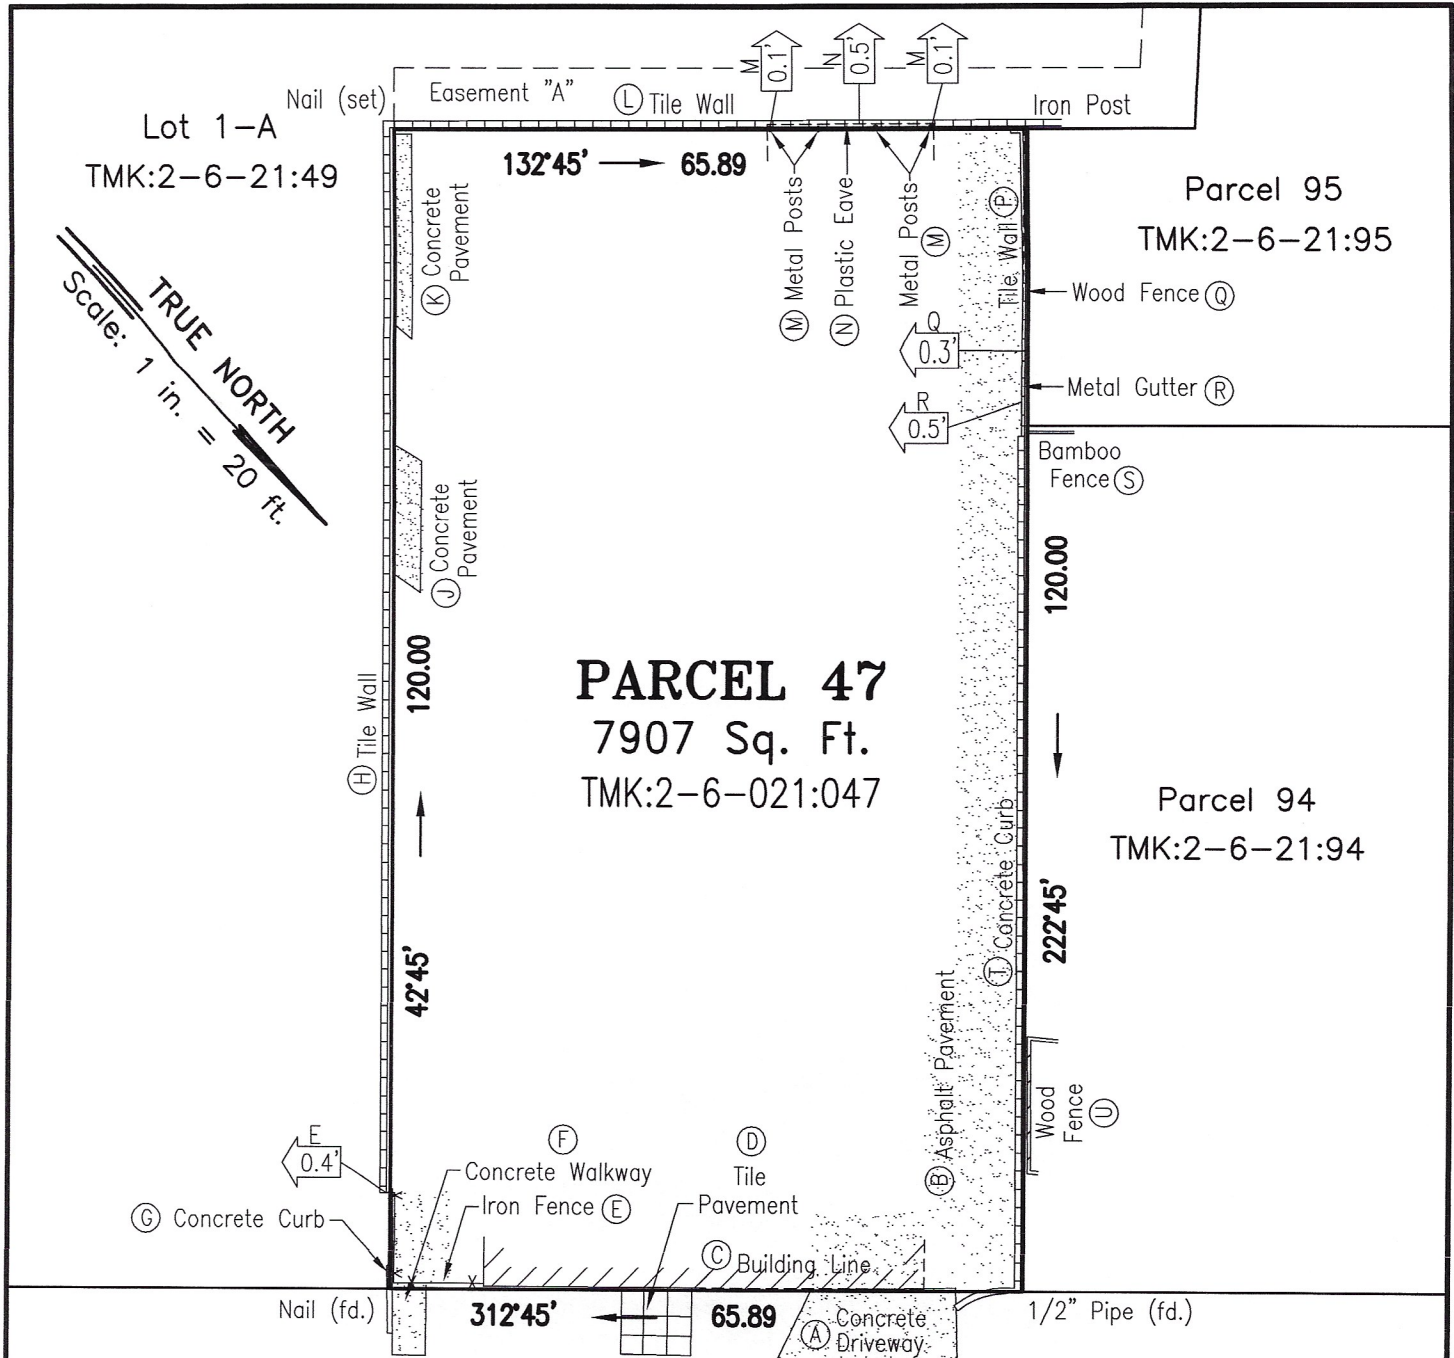 M 0.1'
N 0.5'
M 0.1'
Nail (set)
Easement "A"
L Tile Wall
Iron Post
Lot 1-A
TMK:2-6-21:49
132°45' 65.89
K Concrete
Pavement
M Metal Posts
N Plastic Eave
Metal Posts M
Tile Wall P
Parcel 95
TMK:2-6-21:95
Wood Fence Q
Q
0.3'
Metal Gutter R
R
0.5'
TRUE NORTH
Scale: 1 in. = 20 ft.
Bamboo
Fence S
J Concrete
Pavement
120.00
120.00
H Tile Wall
PARCEL 47
7907 Sq. Ft.
TMK:2-6-021:047
Parcel 94
TMK:2-6-21:94
T Concrete Curb
222°45'
42°45'
B Asphalt Pavement
Wood
Fence U
E
0.4'
F
Concrete Walkway
D
Tile
Pavement
Iron Fence E
G Concrete Curb
C Building Line
Nail (fd.)
312°45' 65.89
A Concrete
Driveway
1/2" Pipe (fd.)